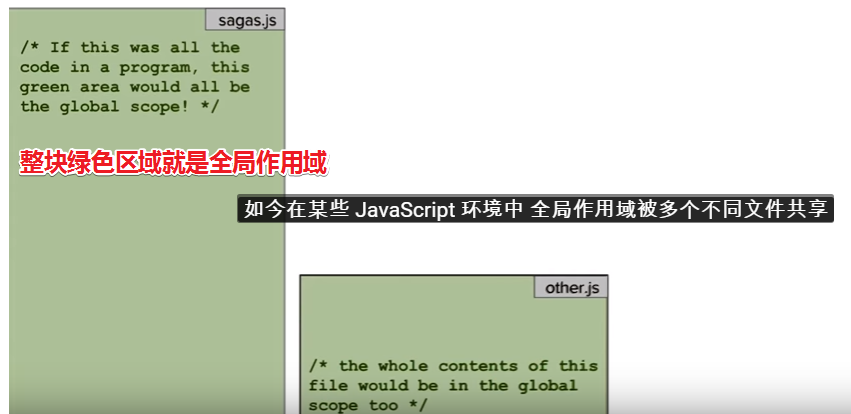 sagas.js
/* If this was all the
code in a program, this
green area would all be
the global scope! */
整块绿色区域就是全局作用域
如今在某些 JavaScript 环境中 全局作用域被多个不同文件共享
other.js
/* the whole contents of this
file would be in the global
scope too */